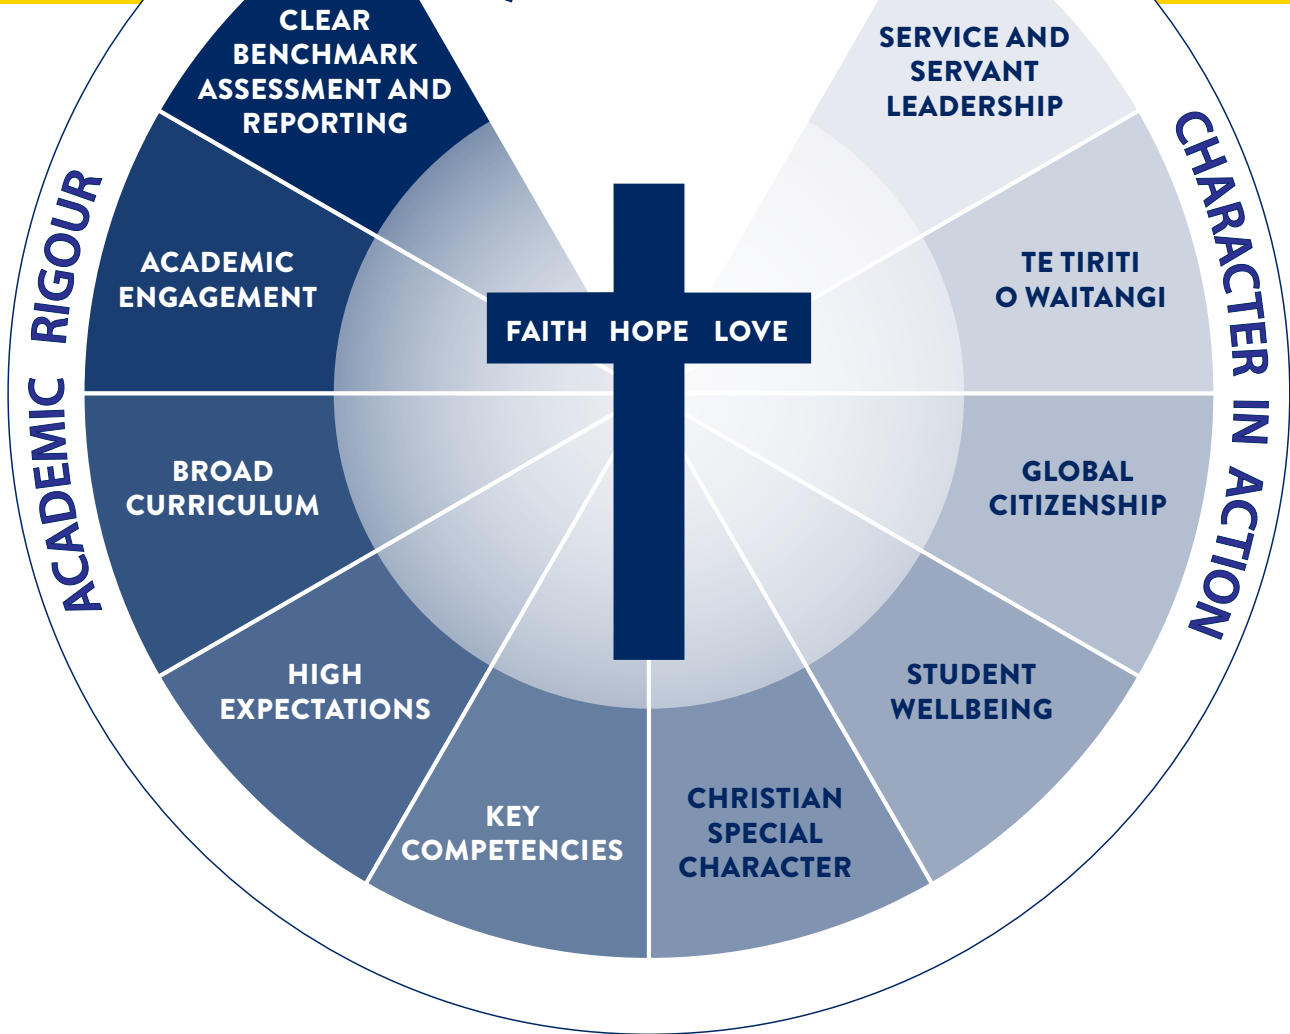 CLEAR
BENCHMARK
ASSESSMENT AND
REPORTING
SERVICE AND
SERVANT
LEADERSHIP
ACADEMIC RIGOUR
CHARACTER IN ACTION
ACADEMIC
ENGAGEMENT
TE TIRITI
O WAITANGI
FAITH HOPE LOVE
BROAD
CURRICULUM
GLOBAL
CITIZENSHIP
HIGH
EXPECTATIONS
STUDENT
WELLBEING
KEY
COMPETENCIES
CHRISTIAN
SPECIAL
CHARACTER